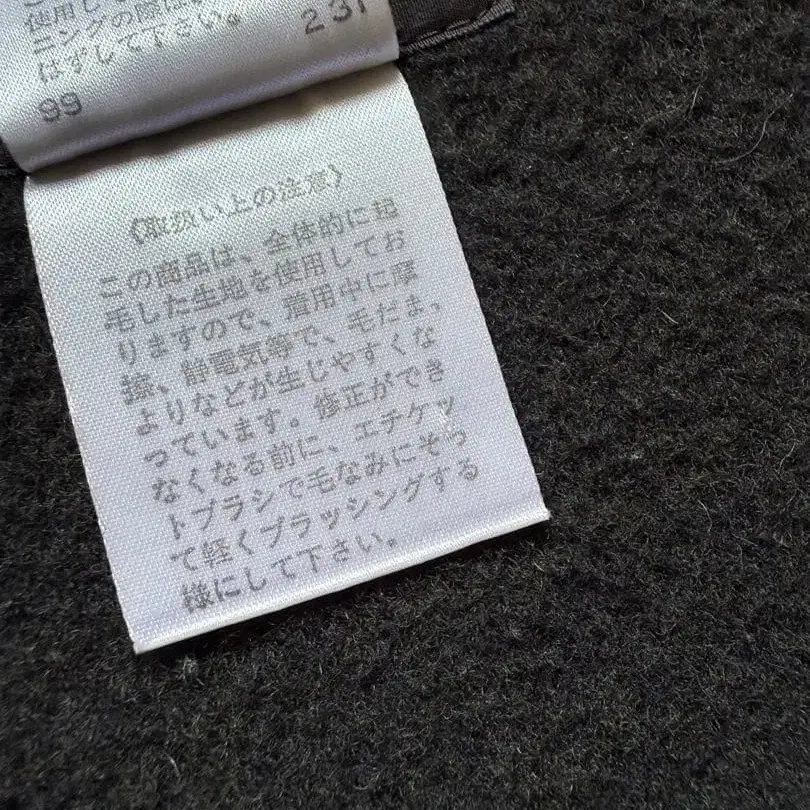 使用して
ニングの際は
はずして下さい。
231
99
《取扱い上の注意》
この商品は、全体的に起
毛した生地を使用してお
りますので、着用中に摩
擦、静電気等で、毛だま、
よりなどが生じやすくな
っています。修正ができ
なくなる前に、エチケッ
トブラシで毛なみにそっ
て軽くブラッシングする
様にして下さい。